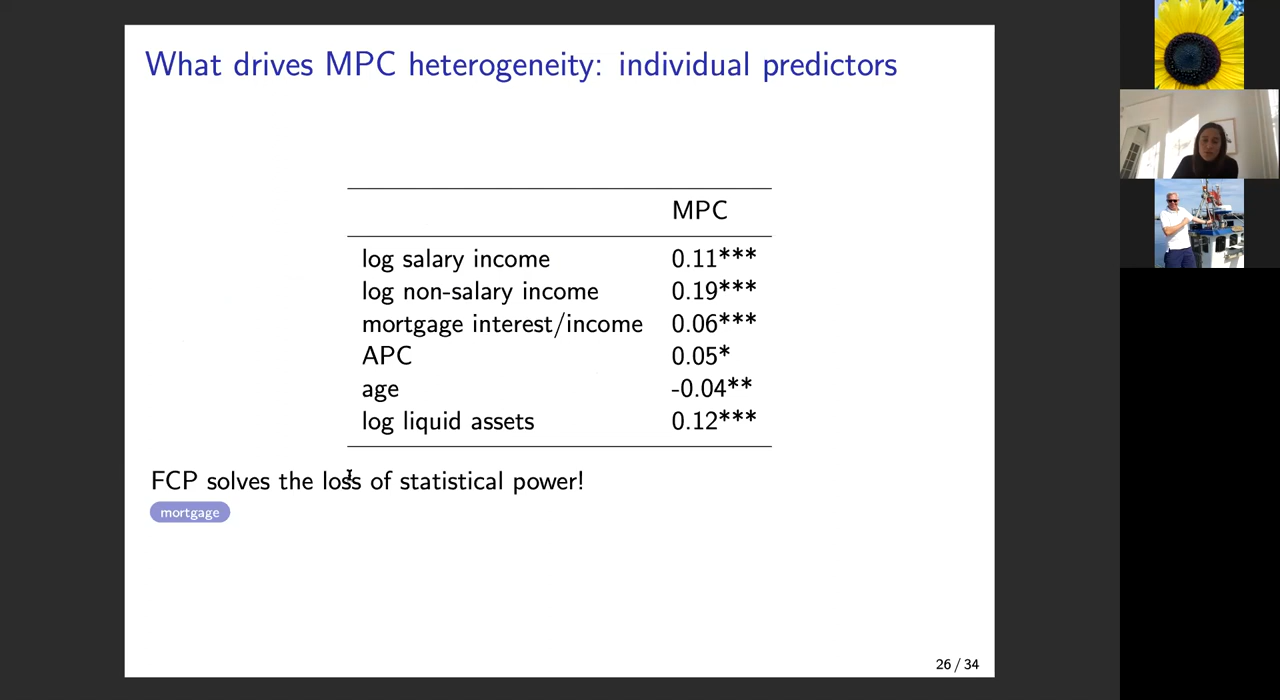 What drives MPC heterogeneity: individual predictors
MPC
log salary income 0.11***
log non-salary income 0.19***
mortgage interest/income 0.06***
APC 0.05*
age -0.04**
log liquid assets 0.12***
FCP solves the loss of statistical power!
mortgage
26 / 34